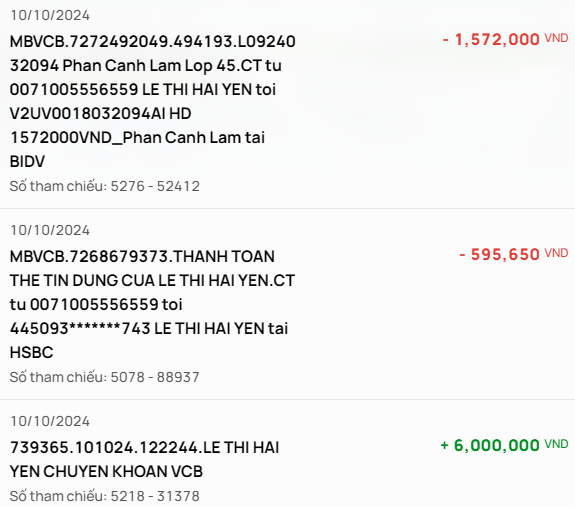 10/10/2024
MBVCB.7272492049.494193.L09240
- 1,572,000 VND
32094 Phan Canh Lam Lop 45.CT tu
0071005556559 LE THI HAI YEN toi
V2UV0018032094AI HD
1572000VND_Phan Canh Lam tai
BIDV
Số tham chiếu: 5276 - 52412
10/10/2024
MBVCB.7268679373.THANH TOAN
- 595,650 VND
THE TIN DUNG CUA LE THI HAI YEN.CT
tu 0071005556559 toi
445093*******743 LE THI HAI YEN tai
HSBC
Số tham chiếu: 5078 - 88937
10/10/2024
739365.101024.122244.LE THI HAI
+ 6,000,000 VND
YEN CHUYEN KHOAN VCB
Số tham chiếu: 5218 - 31378